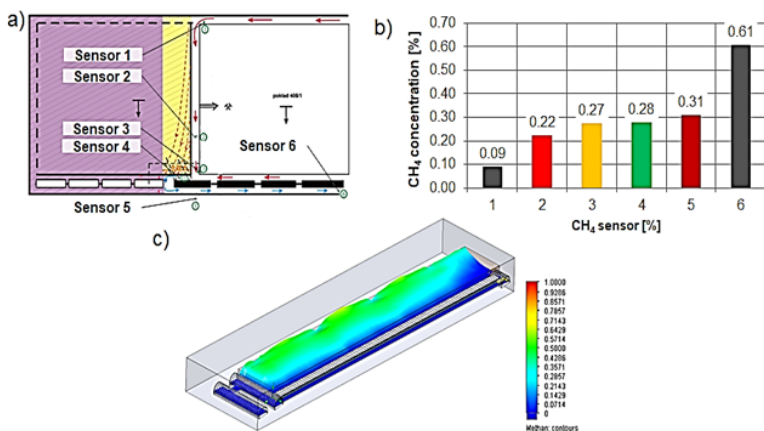 a)
Sensor 1
Sensor 2
Sensor 3
Sensor 4
Sensor 5
Sensor 6
b)
CH₄ concentration [%]
0.70
0.60
0.50
0.40
0.30
0.20
0.10
0.00
0.09
0.22
0.27
0.28
0.31
0.61
1
2
3
4
5
6
CH₄ sensor [%]
c)
1.0000
0.9286
0.8571
0.7143
0.6429
0.5714
0.5000
0.4286
0.3571
0.2857
0.2143
0.1429
0.0714
0
Methan: contours